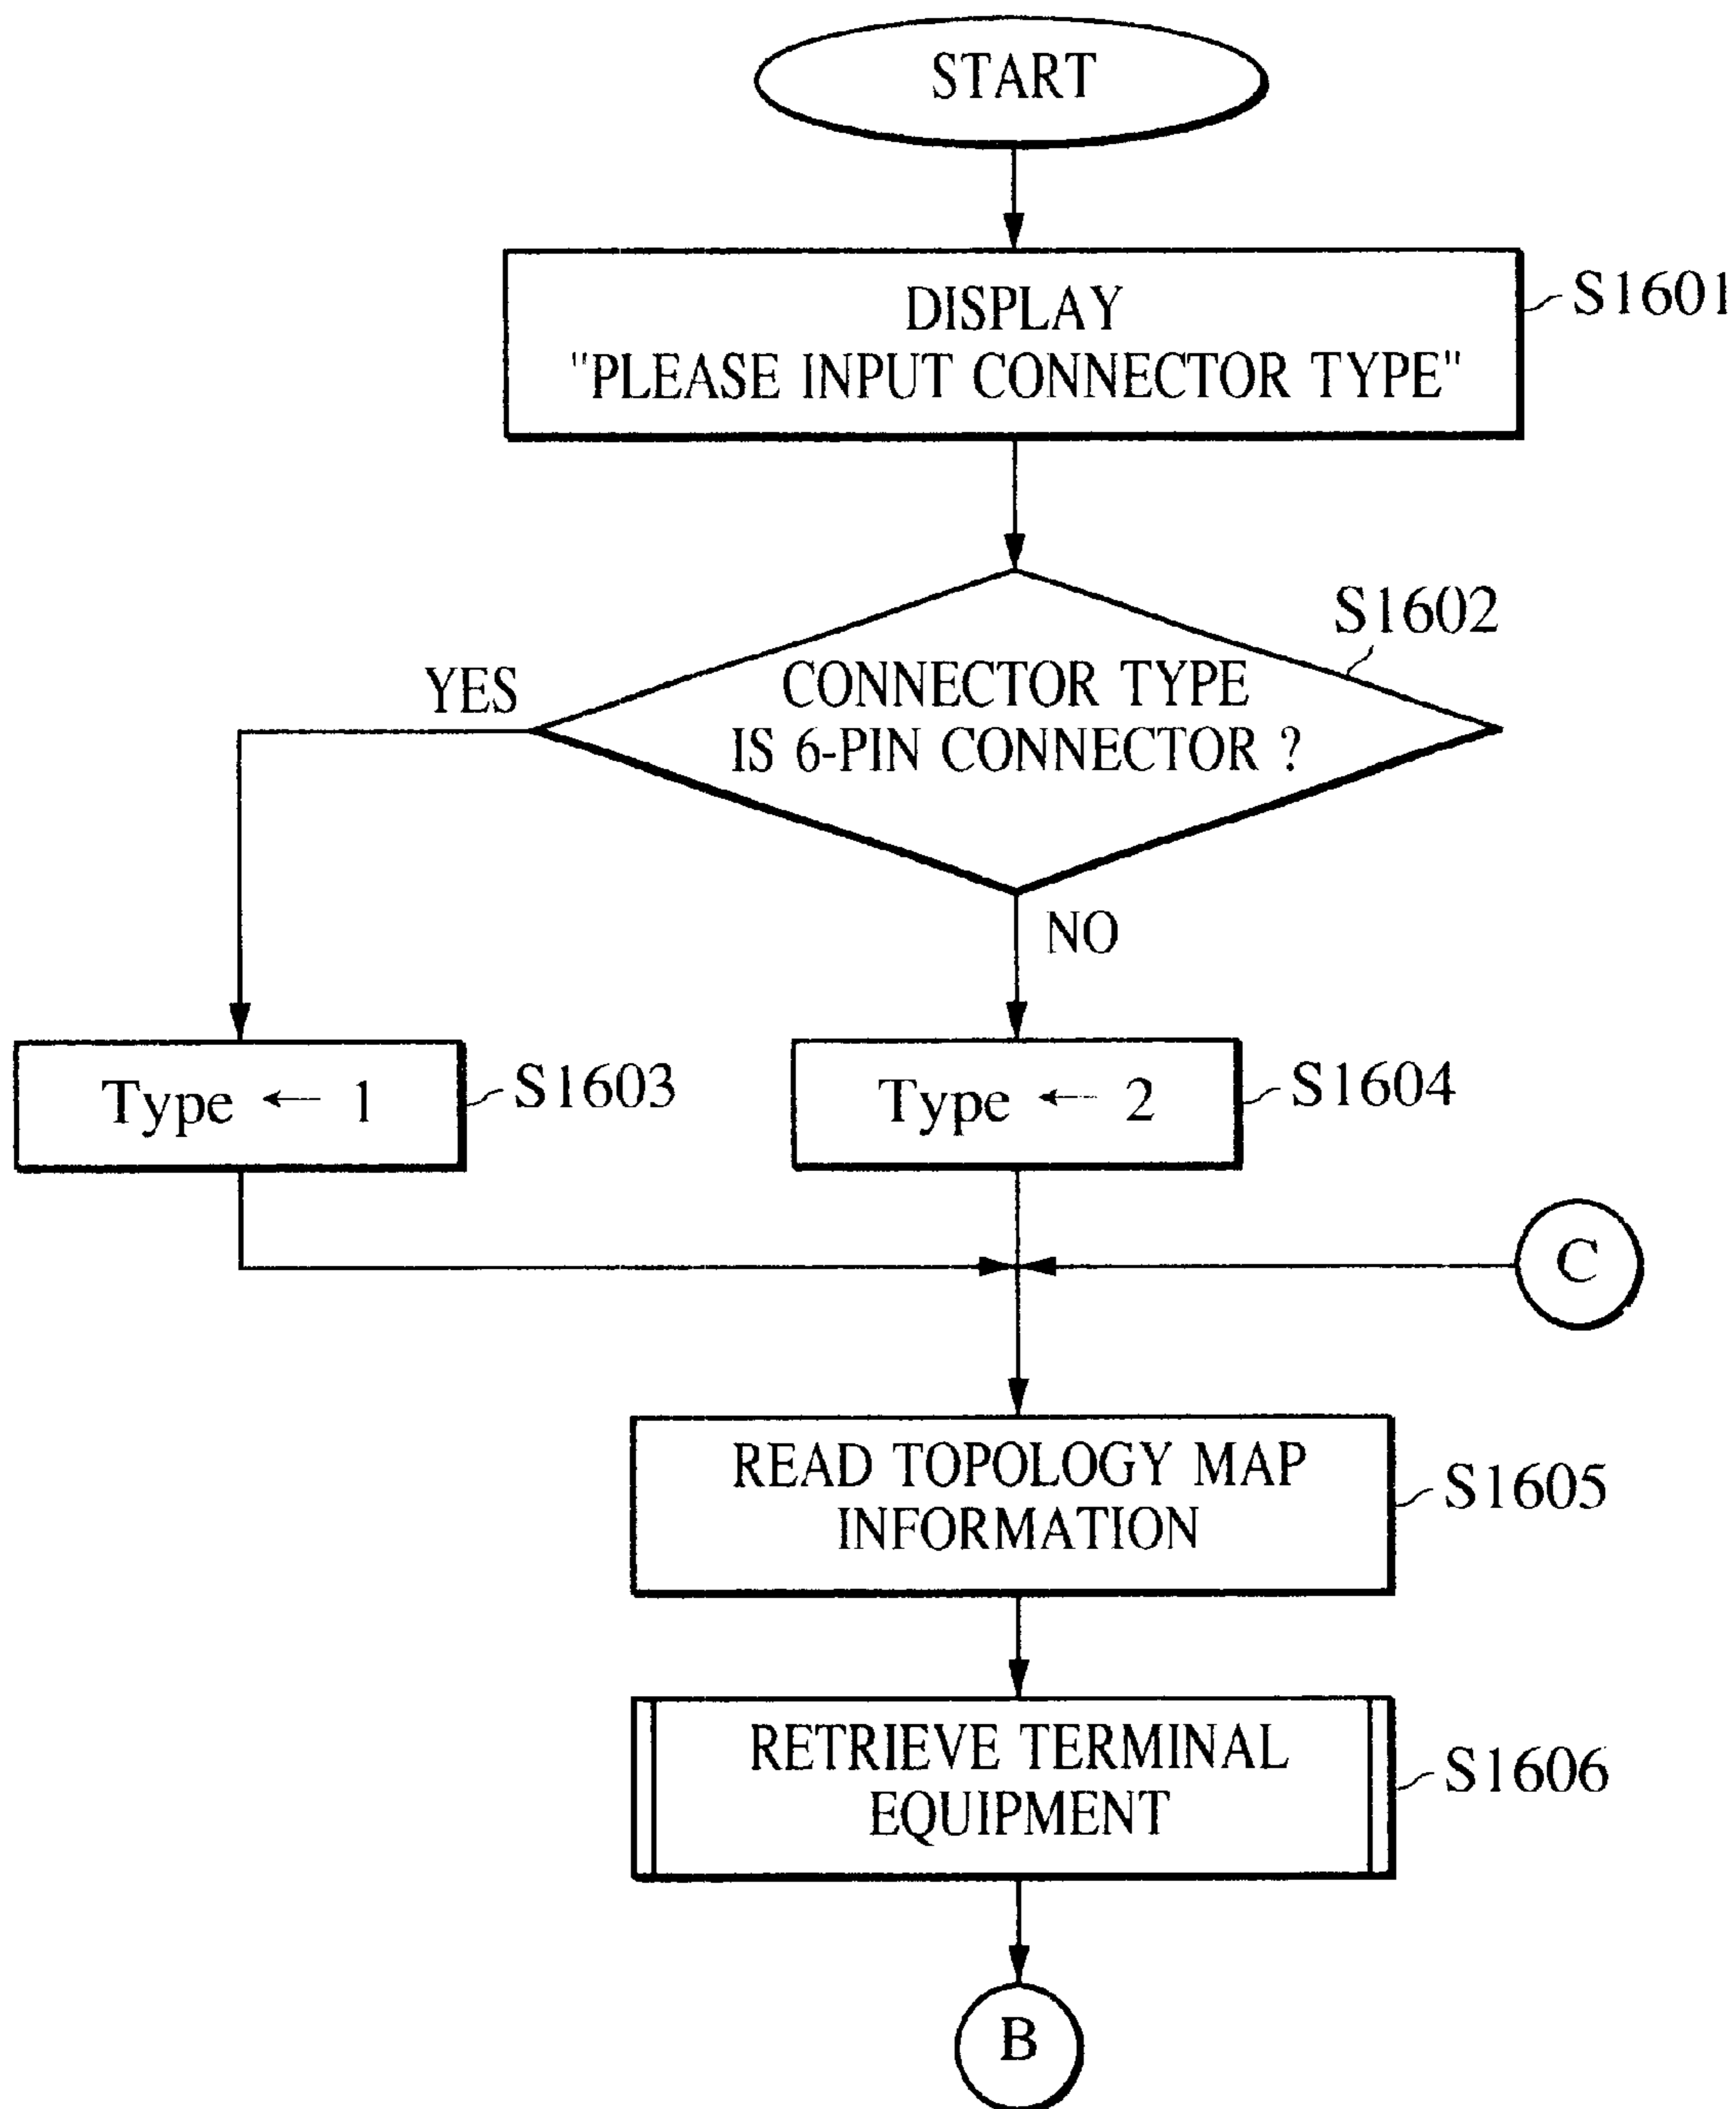 START
DISPLAY
"PLEASE INPUT CONNECTOR TYPE"
S1601
S1602
CONNECTOR TYPE
IS 6-PIN CONNECTOR ?
YES
NO
Type ← 1
S1603
Type ← 2
S1604
C
READ TOPOLOGY MAP
INFORMATION
S1605
RETRIEVE TERMINAL
EQUIPMENT
S1606
B